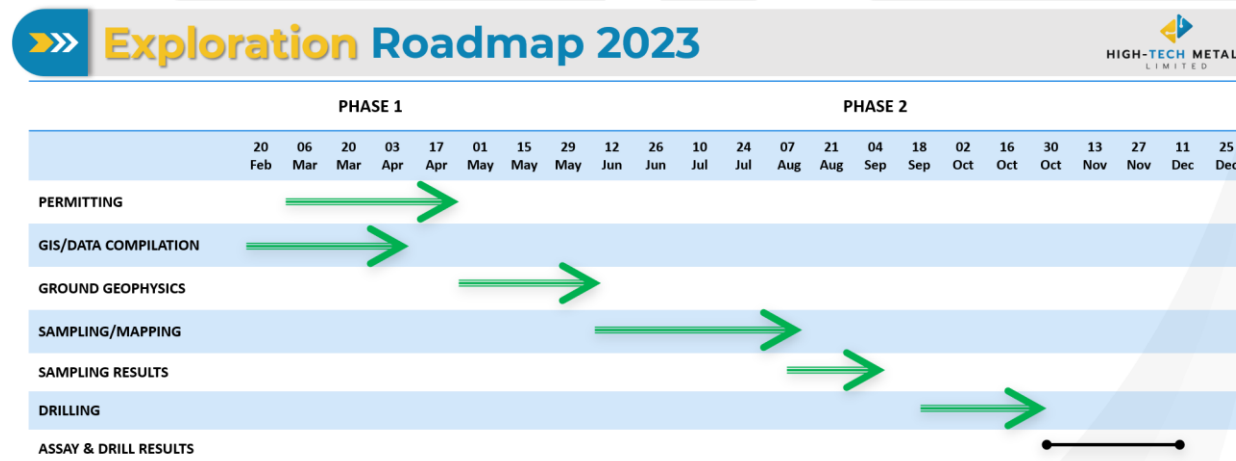 Exploration Roadmap 2023
HIGH-TECH METAL
LIMITED
PHASE 1 PHASE 2
20 06 20 03 17 01 15 29 12 26 10 24 07 21 04 18 02 16 30 13 27 11 25
Feb Mar Mar Apr Apr May May May Jun Jun Jul Jul Aug Aug Sep Sep Oct Oct Oct Nov Nov Dec Dec
PERMITTING
GIS/DATA COMPILATION
GROUND GEOPHYSICS
SAMPLING/MAPPING
SAMPLING RESULTS
DRILLING
ASSAY & DRILL RESULTS